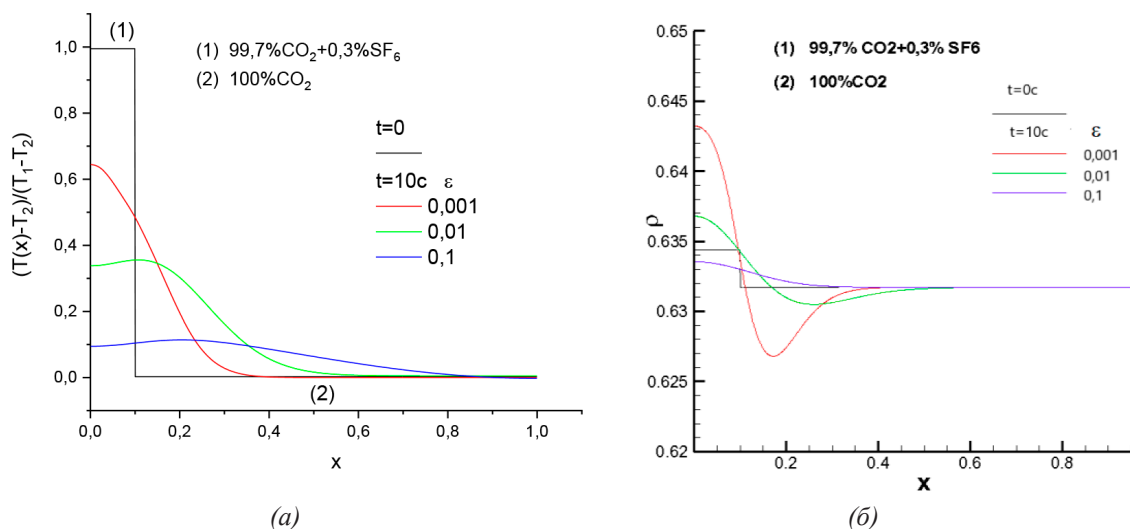 (1)
(1) 99,7%CO₂+0,3%SF₆
(2) 100%CO₂
t=0
t=10c ε
0,001
0,01
0,1
(2)
(T(x)-T₂)/(T₁-T₂)
1,0
0,8
0,6
0,4
0,2
0,0
0,0 0,2 0,4 0,6 0,8 1,0
x
(а)
(1) 99,7% CO2+0,3% SF6
(2) 100%CO2
t=0c
t=10c ε
0,001
0,01
0,1
ρ
0.65
0.645
0.64
0.635
0.63
0.625
0.62
0.2 0.4 0.6 0.8
x
(б)